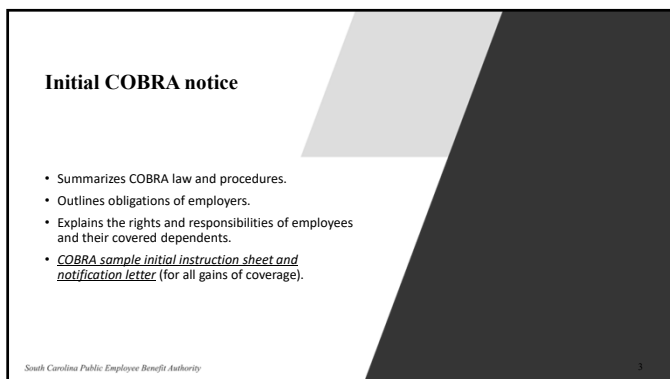 Initial COBRA notice
• Summarizes COBRA law and procedures.
• Outlines obligations of employers.
• Explains the rights and responsibilities of employees
and their covered dependents.
• COBRA sample initial instruction sheet and
notification letter (for all gains of coverage).
South Carolina Public Employee Benefit Authority
3